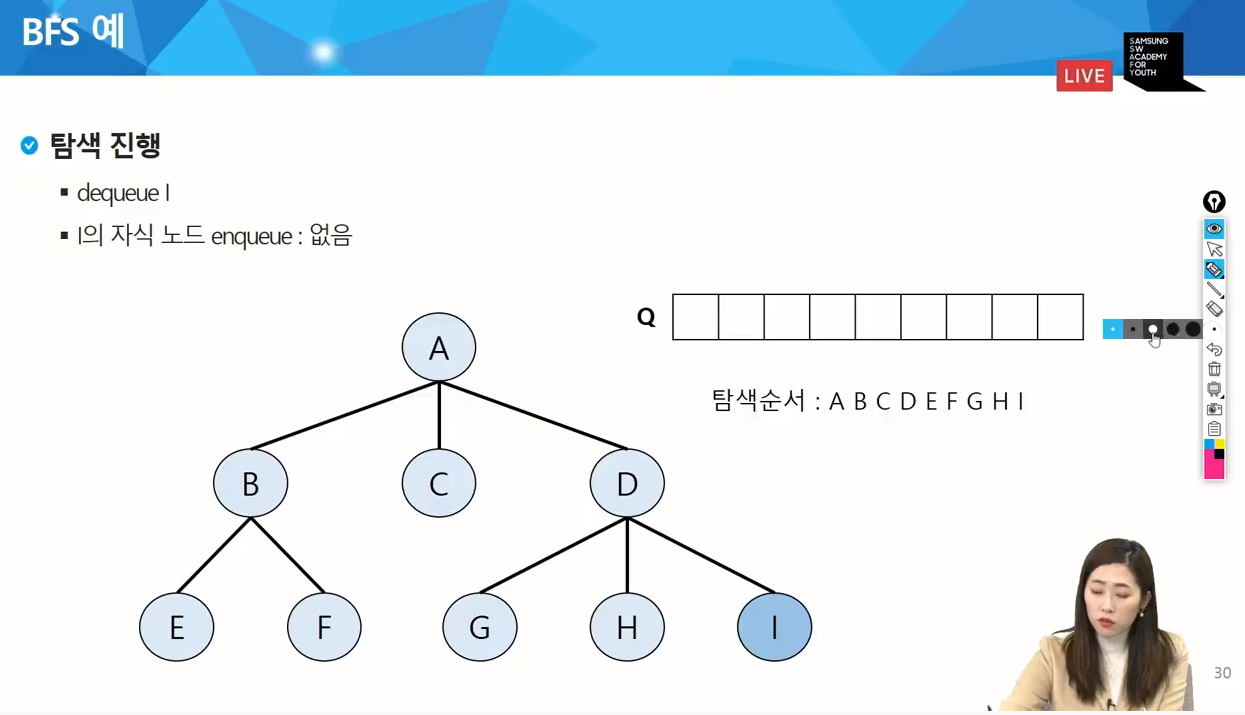 BFS 예
LIVE
SAMSUNG
SW
ACADEMY
FOR
YOUTH
탐색 진행
dequeue I
I의 자식 노드 enqueue : 없음
Q
탐색순서 : A B C D E F G H I
A
B
C
D
E
F
G
H
I
30